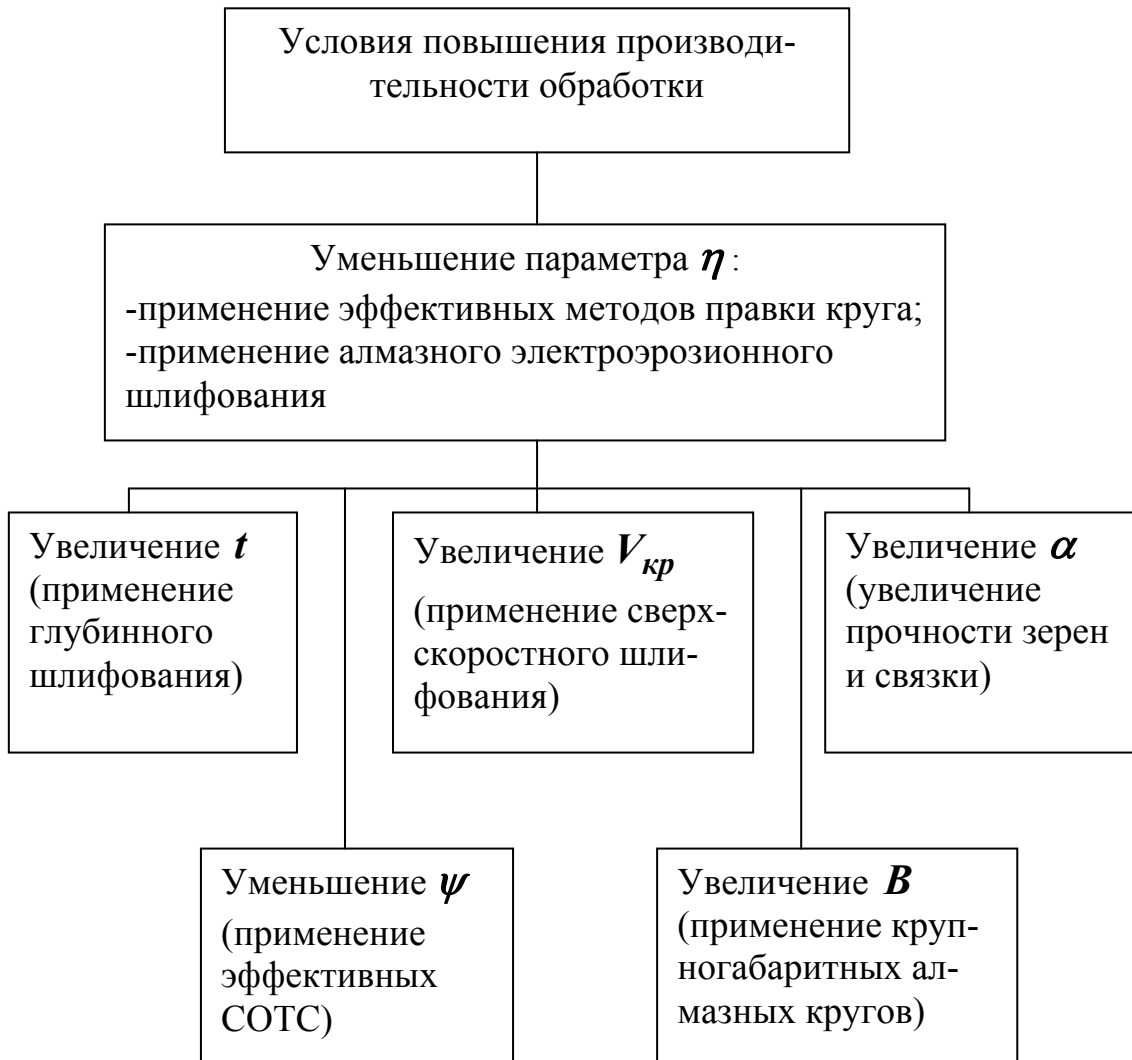 Условия повышения производи-
тельности обработки
Уменьшение параметра η :
-применение эффективных методов правки круга;
-применение алмазного электроэрозионного
шлифования
Увеличение t
(применение
глубинного
шлифования)
Увеличение Vкр
(применение сверх-
скоростного шли-
фования)
Увеличение α
(увеличение
прочности зерен
и связки)
Уменьшение ψ
(применение
эффективных
СОТС)
Увеличение B
(применение круп-
ногабаритных ал-
мазных кругов)